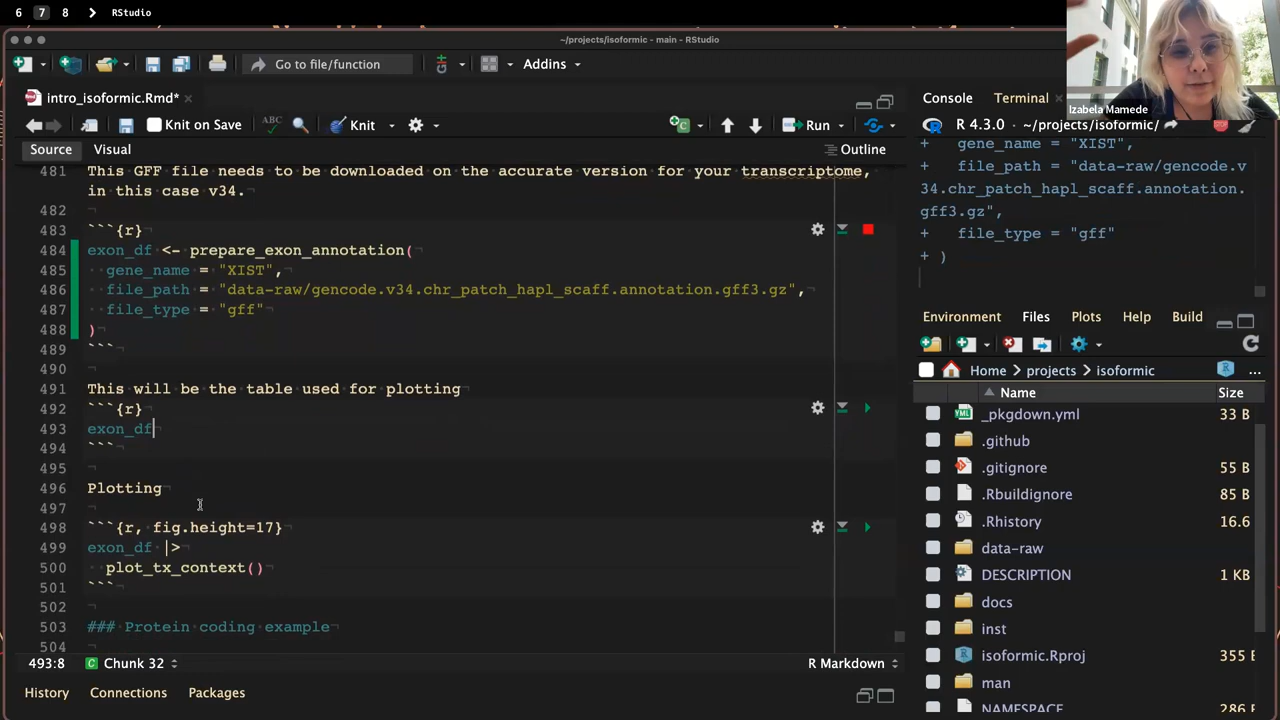 6 7 8 RStudio
~/projects/isoformic - main - RStudio
Go to file/function Addins
intro_isoformic.Rmd*
Knit on Save ABC Knit Run
Source Visual Outline
481 This GFF file needs to be downloaded on the accurate version for your transcriptome,
in this case v34.
482
483 ```{r}
484 exon_df <- prepare_exon_annotation(
485 gene_name = "XIST",
486 file_path = "data-raw/gencode.v34.chr_patch_hapl_scaff.annotation.gff3.gz",
487 file_type = "gff"
488 )
489 ```
490
491 This will be the table used for plotting
492 ```{r}
493 exon_df
494 ```
495
496 Plotting
497
498 ```{r, fig.height=17}
499 exon_df |>
500 plot_tx_context()
501 ```
502
503 ### Protein coding example
504
493:8 C Chunk 32 R Markdown
History Connections Packages
Izabela Mamede
Console Terminal
R 4.3.0 · ~/projects/isoformic/
+ gene_name = "XIST",
+ file_path = "data-raw/gencode.v
34.chr_patch_hapl_scaff.annotation.
gff3.gz",
+ file_type = "gff"
+ )
Environment Files Plots Help Build
Home projects isoformic ...
Name Size
_pkgdown.yml 33 B
.github
.gitignore 55 B
.Rbuildignore 85 B
.Rhistory 16.6
data-raw
DESCRIPTION 1 KB
docs
inst
isoformic.Rproj 355 B
man
NAMESPACE 708 B